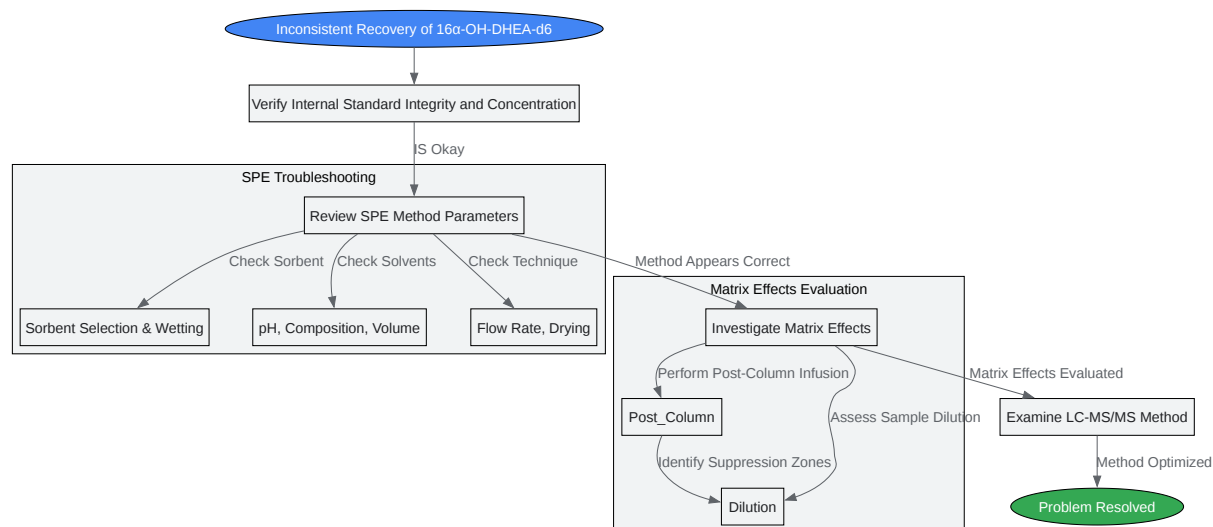 Inconsistent Recovery of 16α-OH-DHEA-d6
Verify Internal Standard Integrity and Concentration
IS Okay
SPE Troubleshooting
Review SPE Method Parameters
Check Sorbent
Check Solvents
Check Technique
Method Appears Correct
Sorbent Selection & Wetting
pH, Composition, Volume
Flow Rate, Drying
Matrix Effects Evaluation
Investigate Matrix Effects
Perform Post-Column Infusion
Matrix Effects Evaluated
Post_Column
Assess Sample Dilution
Examine LC-MS/MS Method
Identify Suppression Zones
Method Optimized
Dilution
Problem Resolved